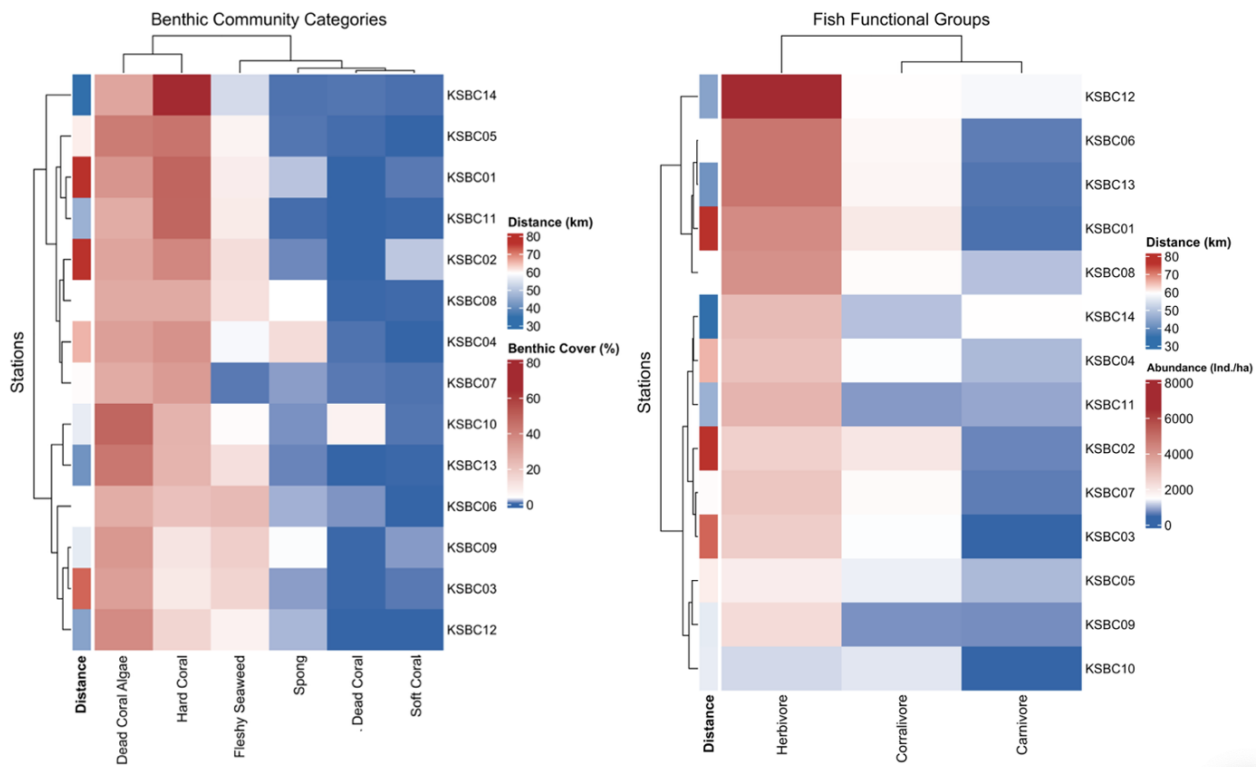 Benthic Community Categories
Stations
KSBC14
KSBC05
KSBC01
KSBC11
KSBC02
KSBC08
KSBC04
KSBC07
KSBC10
KSBC13
KSBC06
KSBC09
KSBC03
KSBC12
Distance
Dead Coral Algae
Hard Coral
Fleshy Seaweed
Spong
. Dead Coral
Soft Coral
Distance (km)
80
70
60
50
40
30
Benthic Cover (%)
80
60
40
20
0
Fish Functional Groups
Stations
KSBC12
KSBC06
KSBC13
KSBC01
KSBC08
KSBC14
KSBC04
KSBC11
KSBC02
KSBC07
KSBC03
KSBC05
KSBC09
KSBC10
Distance
Herbivore
Corralivore
Carnivore
Distance (km)
80
70
60
50
40
30
Abundance (Ind./ha)
8000
6000
4000
2000
0